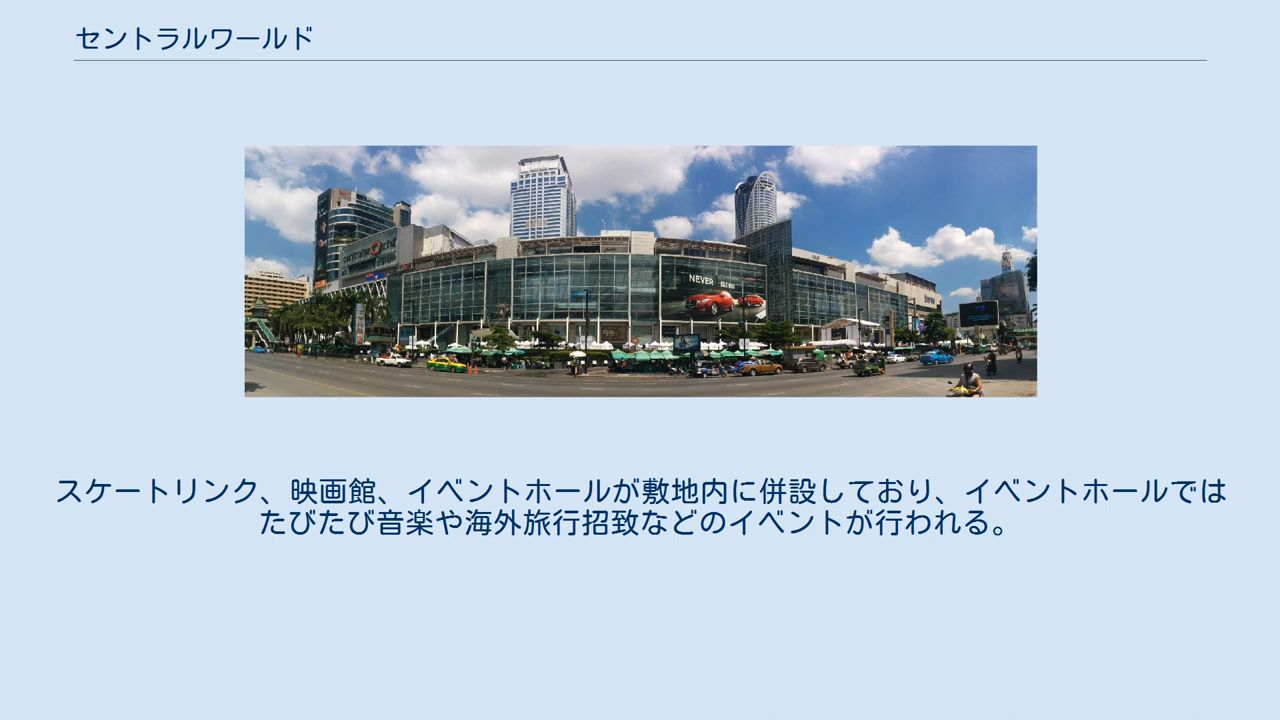 セントラルワールド
NEVER
スケートリンク、映画館、イベントホールが敷地内に併設しており、イベントホールでは
たびたび音楽や海外旅行招致などのイベントが行われる。